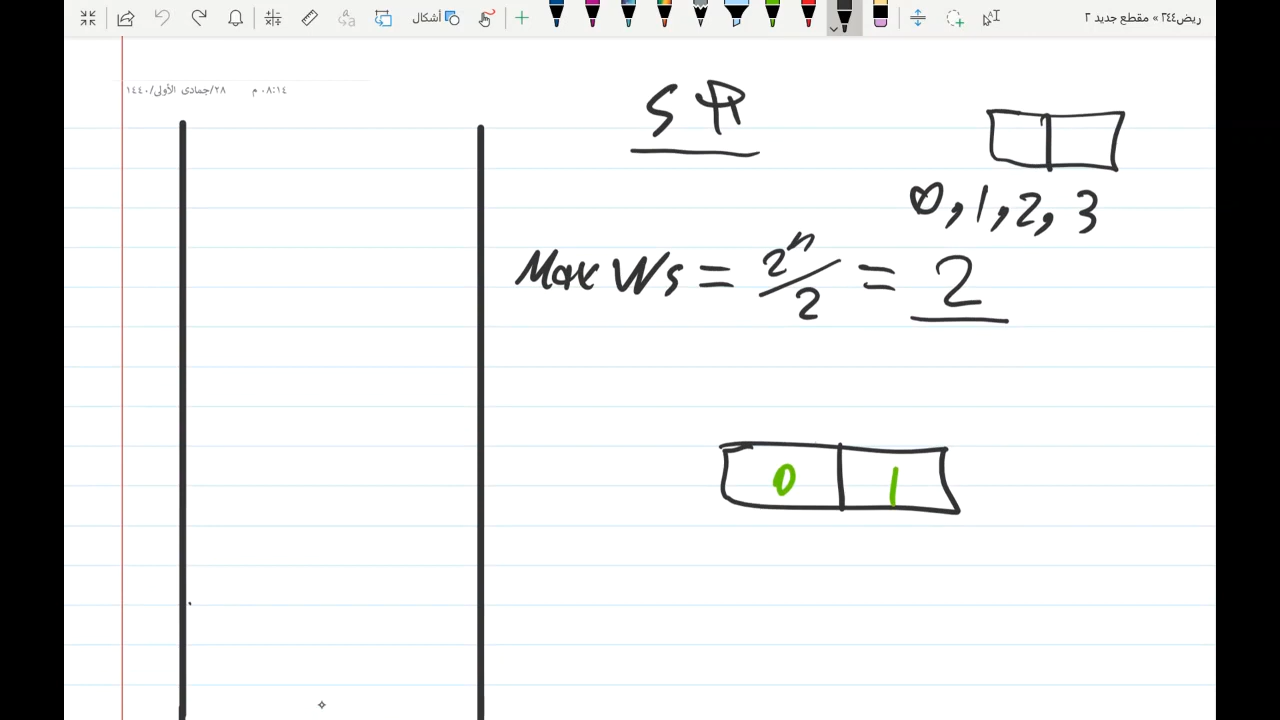 أشكال
ريض٢٤٤ » مقطع جديد ٢
٢٨/جمادى الأولى/١٤٤٠ ٠٨:١٤ م
SR
0, 1, 2, 3
Max Ws = 2^n/2 = 2
0 1